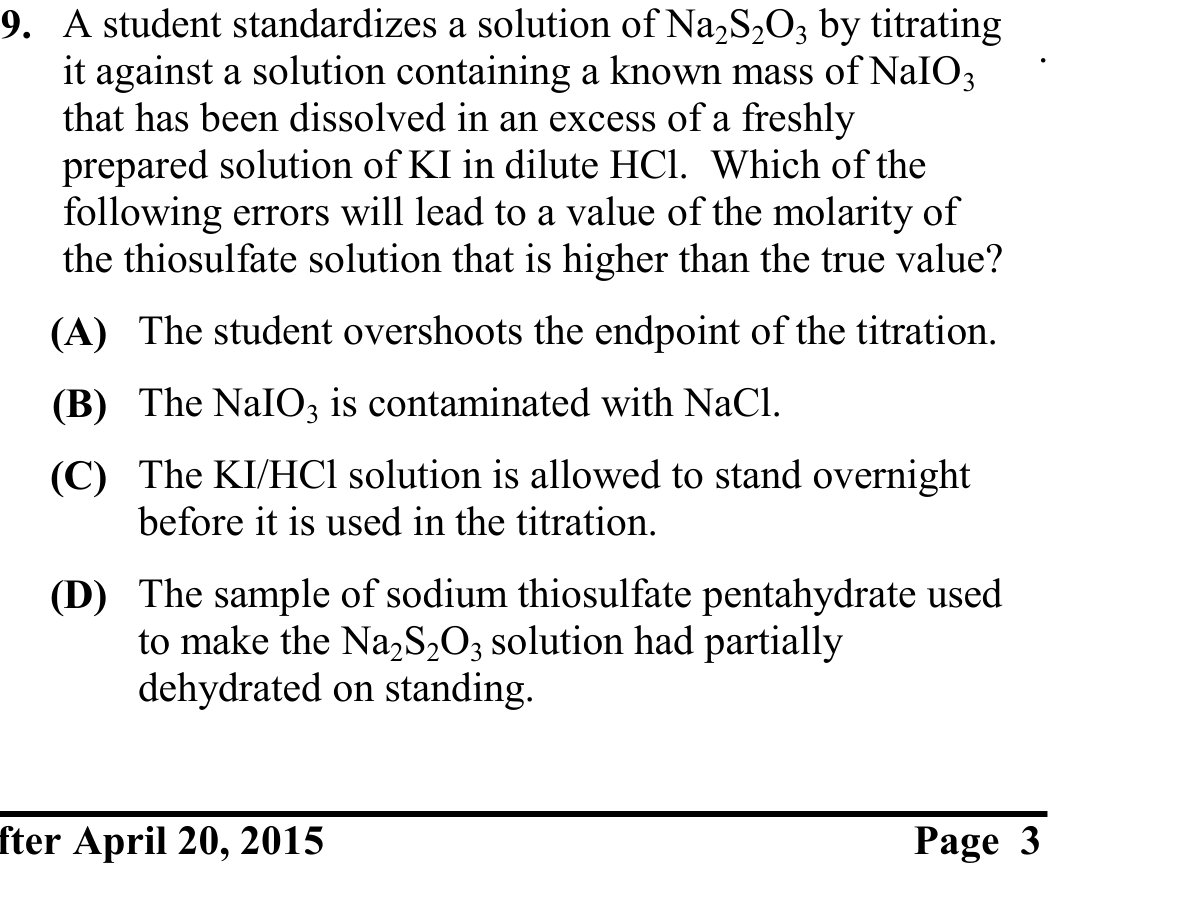 9. A student standardizes a solution of Na₂S₂O₃ by titrating
it against a solution containing a known mass of NaIO₃
that has been dissolved in an excess of a freshly
prepared solution of KI in dilute HCl. Which of the
following errors will lead to a value of the molarity of
the thiosulfate solution that is higher than the true value?
(A) The student overshoots the endpoint of the titration.
(B) The NaIO₃ is contaminated with NaCl.
(C) The KI/HCl solution is allowed to stand overnight
before it is used in the titration.
(D) The sample of sodium thiosulfate pentahydrate used
to make the Na₂S₂O₃ solution had partially
dehydrated on standing.
fter April 20, 2015 Page 3